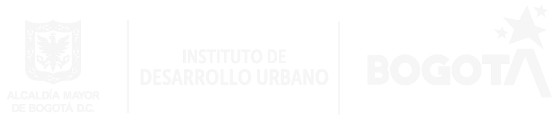 ALCALDÍA MAYOR
DE BOGOTÁ D.C.
INSTITUTO DE
DESARROLLO URBANO
BOGOTÁ